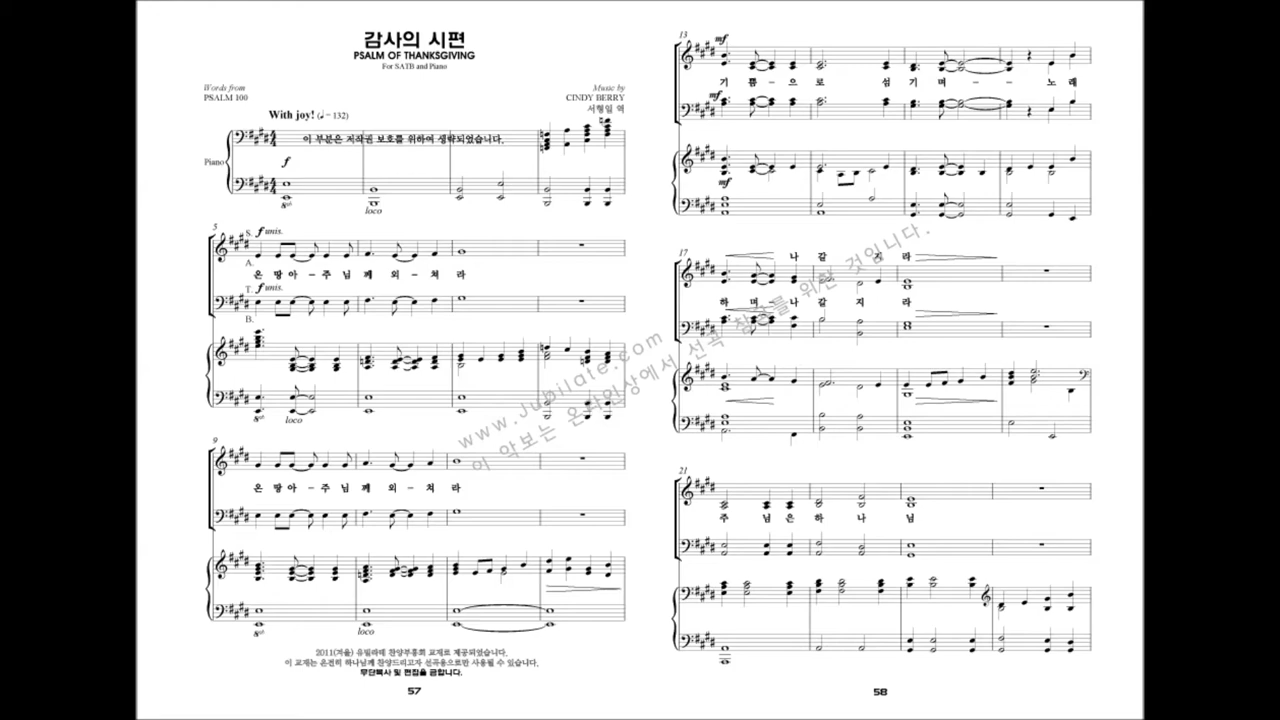 감사의 시편
PSALM OF THANKSGIVING
For SATB and Piano
Words from
PSALM 100
Music by
CINDY BERRY
서형일 역
With joy! (♩= 132)
이 부분은 저작권 보호를 위하여 생략되었습니다.
Piano
f
8vb
loco
5
S. f unis.
A.
온 땅 아 - 주 님 께 외 - 쳐 라
T. f unis.
B.
8vb
loco
9
온 땅 아 - 주 님 께 외 - 쳐 라
8vb
loco
2011(겨울) 유빌라테 찬양부흥회 교재로 제공되었습니다.
이 교재는 온전히 하나님께 찬양드리고자 선곡용으로만 사용될 수 있습니다.
무단복사 및 편집을 금합니다.
57
13
mf
기 쁨 - 으 로 섬 기 며 - - 노 래
mf
mf
17
나 갈 지 라
하 며 - 나 갈 지 라
21
주 님 은 하 나 님
58
www.jubilate.com
이 악보는 온라인상에서 선곡 참고를 위한 것입니다.